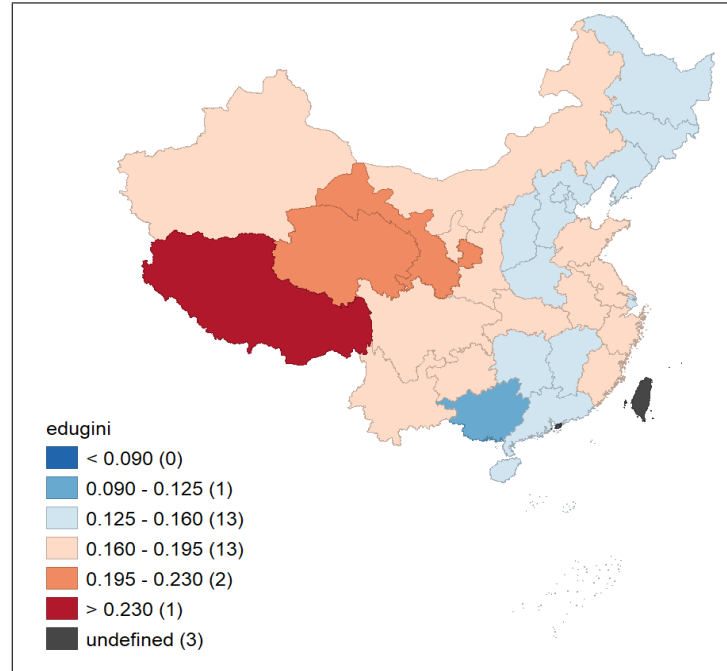 edugini
< 0.090 (0)
0.090 - 0.125 (1)
0.125 - 0.160 (13)
0.160 - 0.195 (13)
0.195 - 0.230 (2)
> 0.230 (1)
undefined (3)